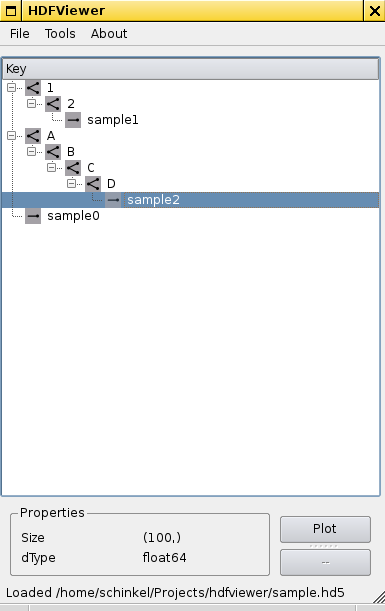 HDFViewer
File Tools About
Key
1
2
sample1
A
B
C
D
sample2
sample0
Properties
Size (100,)
dType float64
Plot
--
Loaded /home/schinkel/Projects/hdfviewer/sample.hd5